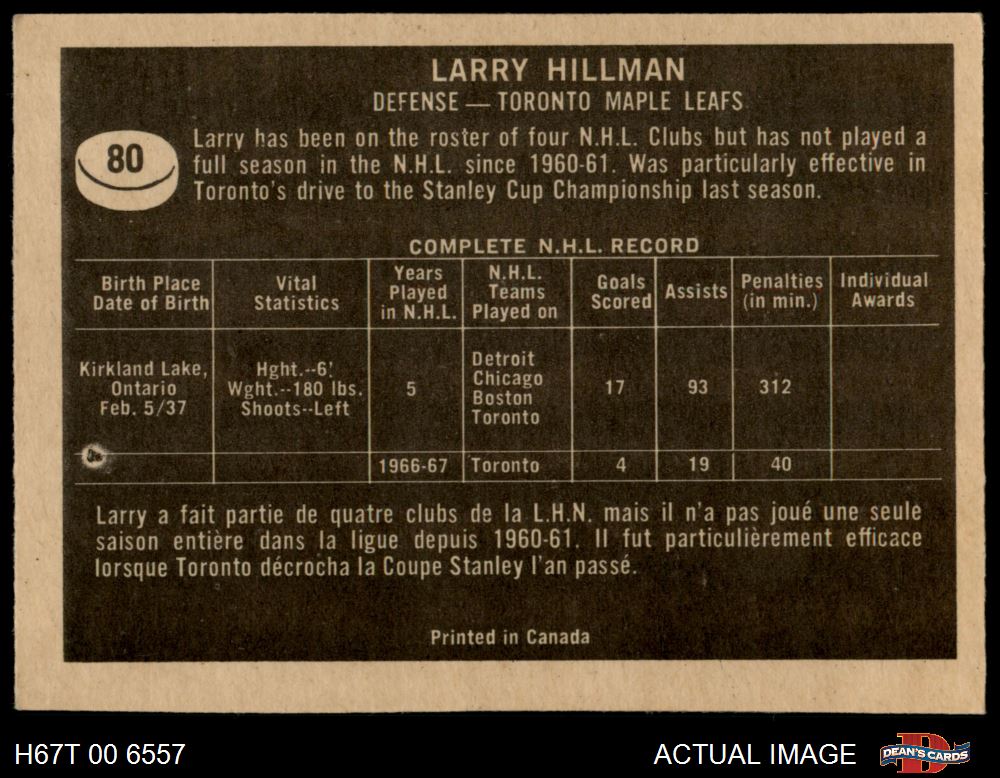 LARRY HILLMAN
DEFENSE — TORONTO MAPLE LEAFS
80
Larry has been on the roster of four N.H.L. Clubs but has not played a
full season in the N.H.L. since 1960-61. Was particularly effective in
Toronto's drive to the Stanley Cup Championship last season.
COMPLETE N.H.L. RECORD
Birth Place
Date of Birth
Vital
Statistics
Years
Played
in N.H.L.
N.H.L.
Teams
Played on
Goals
Scored
Assists
Penalties
(in min.)
Individual
Awards
Kirkland Lake,
Ontario
Feb. 5/37
Hght.--6'
Wght.--180 lbs.
Shoots--Left
5
Detroit
Chicago
Boston
Toronto
17
93
312
1966-67
Toronto
4
19
40
Larry a fait partie de quatre clubs de la L.H.N. mais il n'a pas joué une seule
saison entière dans la ligue depuis 1960-61. Il fut particulièrement efficace
lorsque Toronto décrocha la Coupe Stanley l'an passé.
Printed in Canada
H67T 00 6557
ACTUAL IMAGE
DEAN'S CARDS